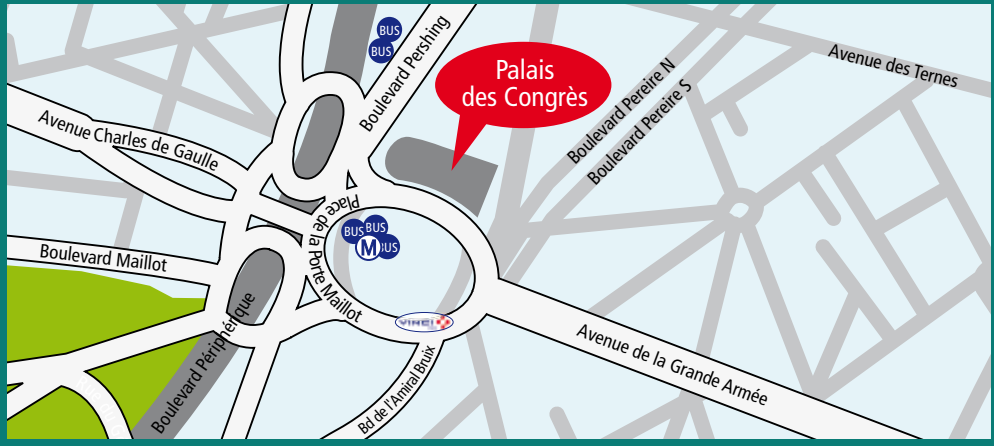 BUS
BUS
Boulevard Pershing
Palais
des Congrès
Avenue des Ternes
Boulevard Pereire N
Boulevard Pereire S
Avenue Charles de Gaulle
Place de la Porte Maillot
BUS
BUS
BUS
M
Boulevard Maillot
Boulevard Périphérique
VINCI
Avenue de la Grande Armée
Bd de l'Amiral Bruix